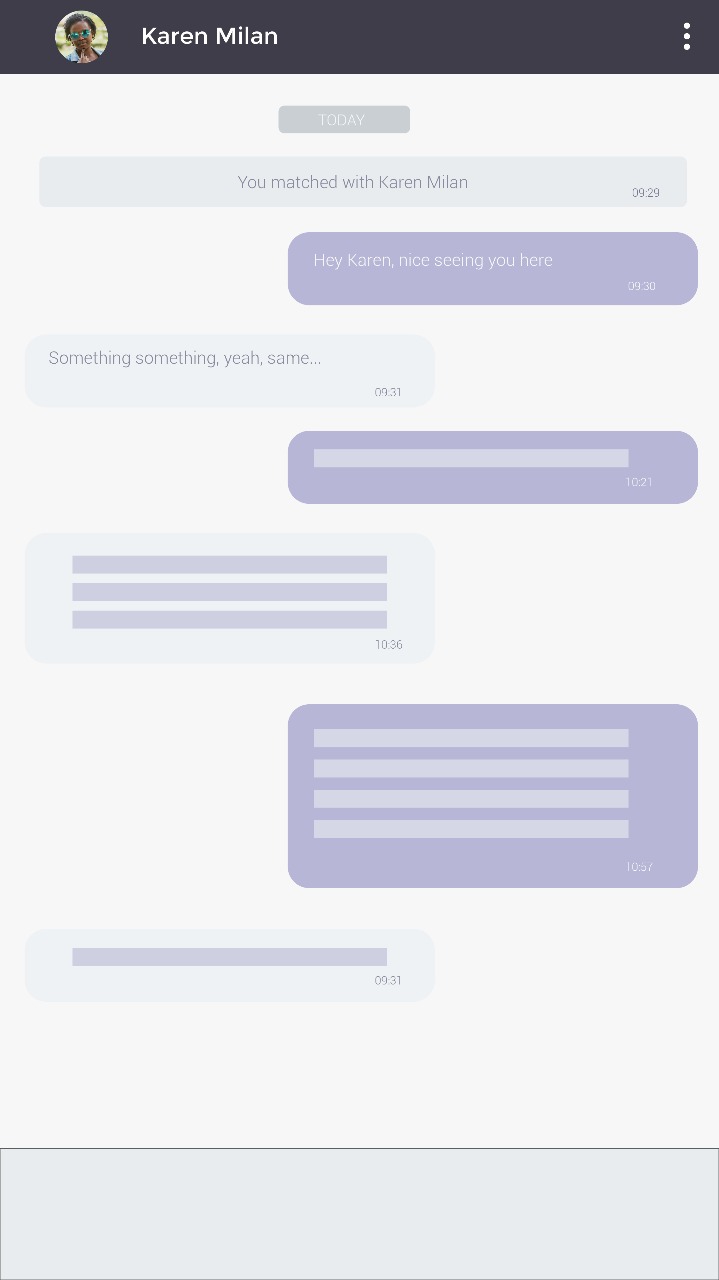 Karen Milan
TODAY
You matched with Karen Milan
09:29
Hey Karen, nice seeing you here
09:30
Something something, yeah, same...
09:31
10:21
10:36
10:57
09:31